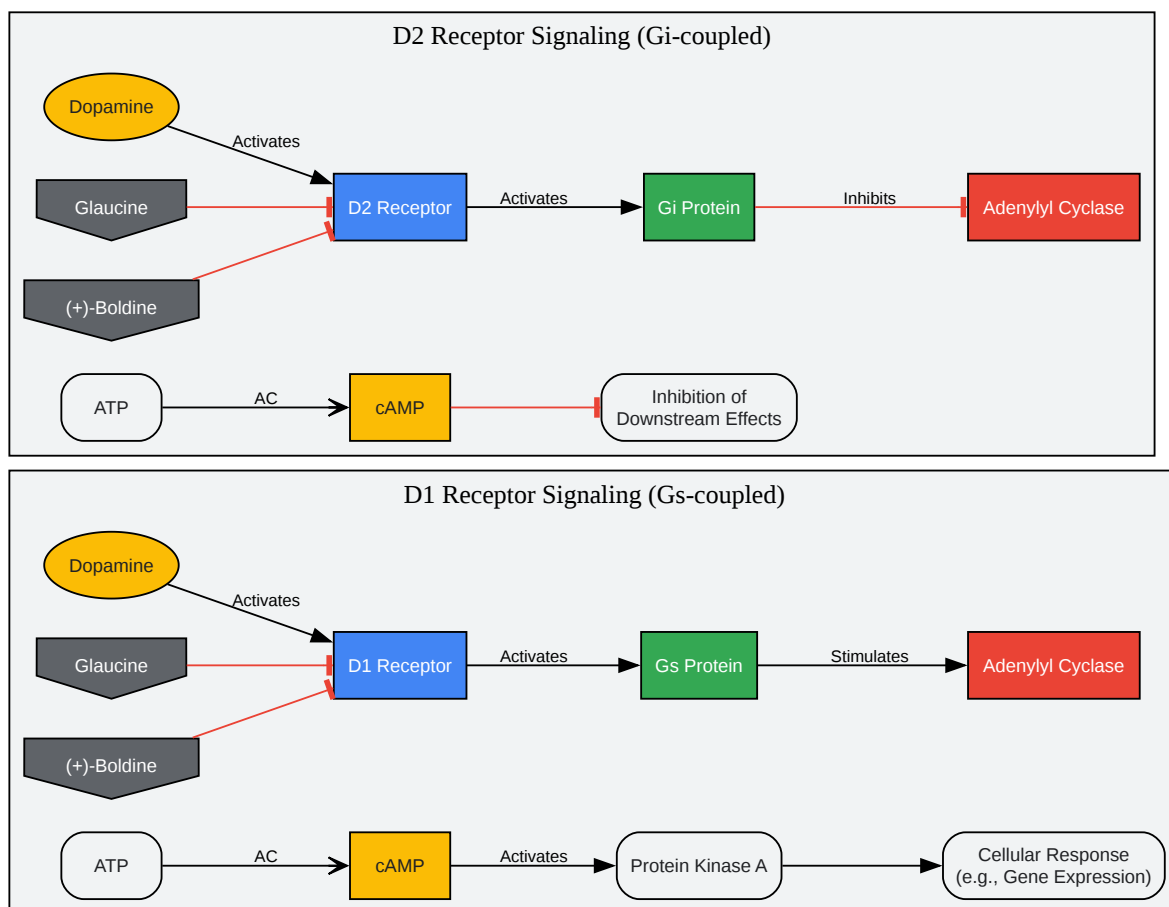 D2 Receptor Signaling (Gi-coupled)
Dopamine
Activates
Glaucine
D2 Receptor
Activates
Gi Protein
Inhibits
Adenylyl Cyclase
(+)-Boldine
ATP
AC
cAMP
Inhibition of
Downstream Effects
D1 Receptor Signaling (Gs-coupled)
Dopamine
Activates
Glaucine
D1 Receptor
Activates
Gs Protein
Stimulates
Adenylyl Cyclase
(+)-Boldine
ATP
AC
cAMP
Activates
Protein Kinase A
Cellular Response
(e.g., Gene Expression)